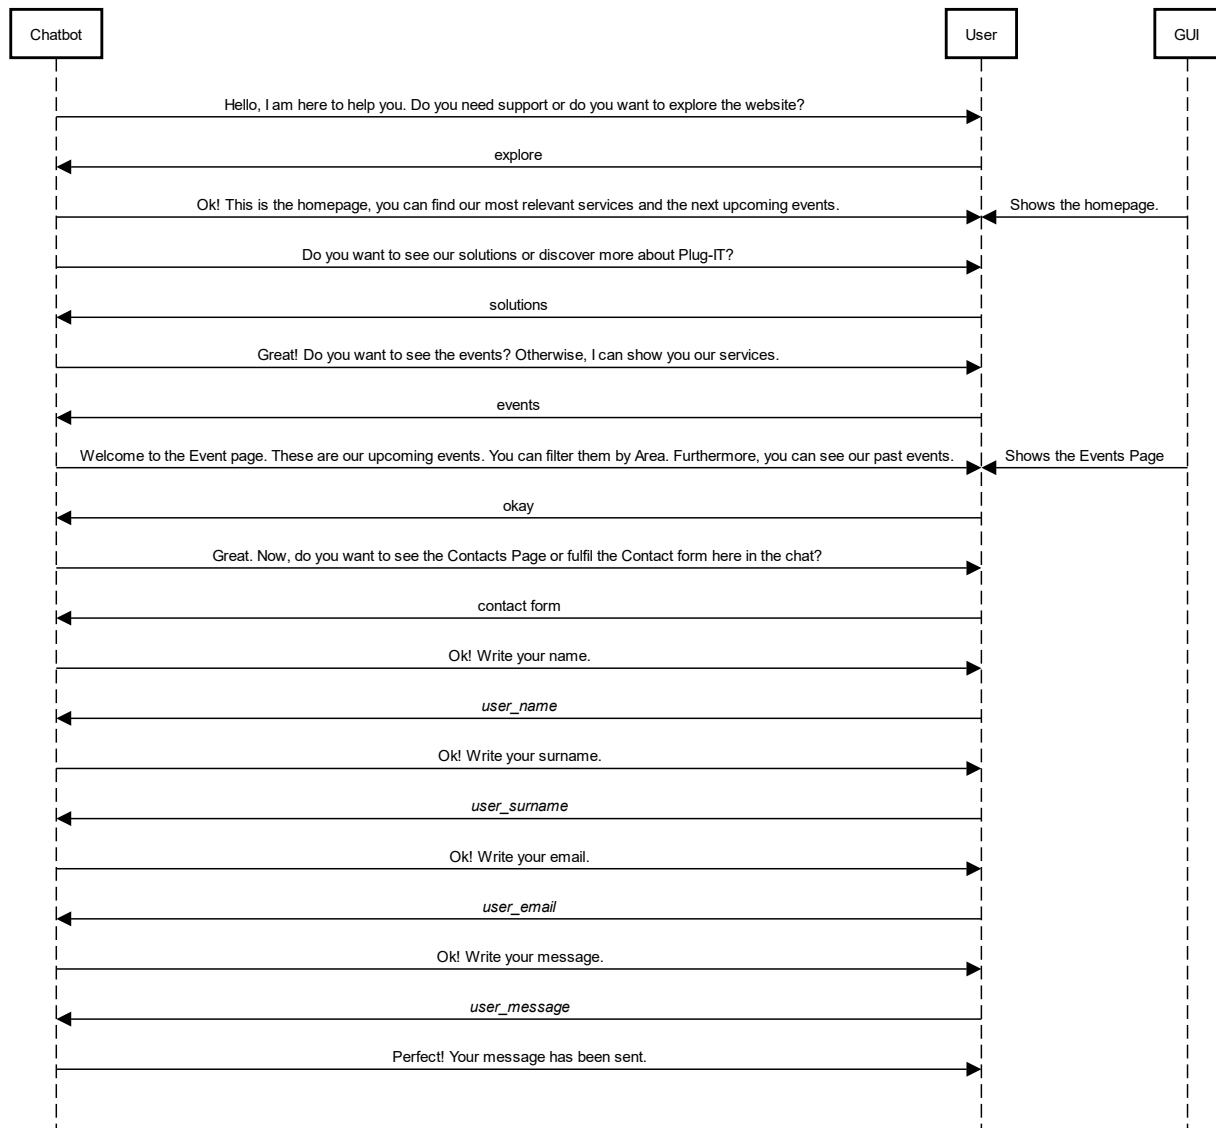 Chatbot
User
GUI
Hello, I am here to help you. Do you need support or do you want to explore the website?
explore
Ok! This is the homepage, you can find our most relevant services and the next upcoming events.
Shows the homepage.
Do you want to see our solutions or discover more about Plug-IT?
solutions
Great! Do you want to see the events? Otherwise, I can show you our services.
events
Welcome to the Event page. These are our upcoming events. You can filter them by Area. Furthermore, you can see our past events.
Shows the Events Page
okay
Great. Now, do you want to see the Contacts Page or fulfil the Contact form here in the chat?
contact form
Ok! Write your name.
user_name
Ok! Write your surname.
user_surname
Ok! Write your email.
user_email
Ok! Write your message.
user_message
Perfect! Your message has been sent.